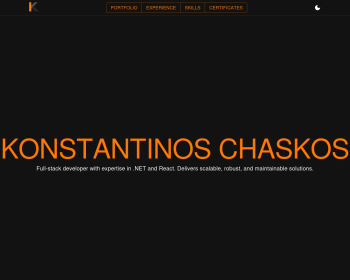 K
PORTFOLIO EXPERIENCE SKILLS CERTIFICATES
KONSTANTINOS CHASKOS
Full-stack developer with expertise in .NET and React. Delivers scalable, robust, and maintainable solutions.